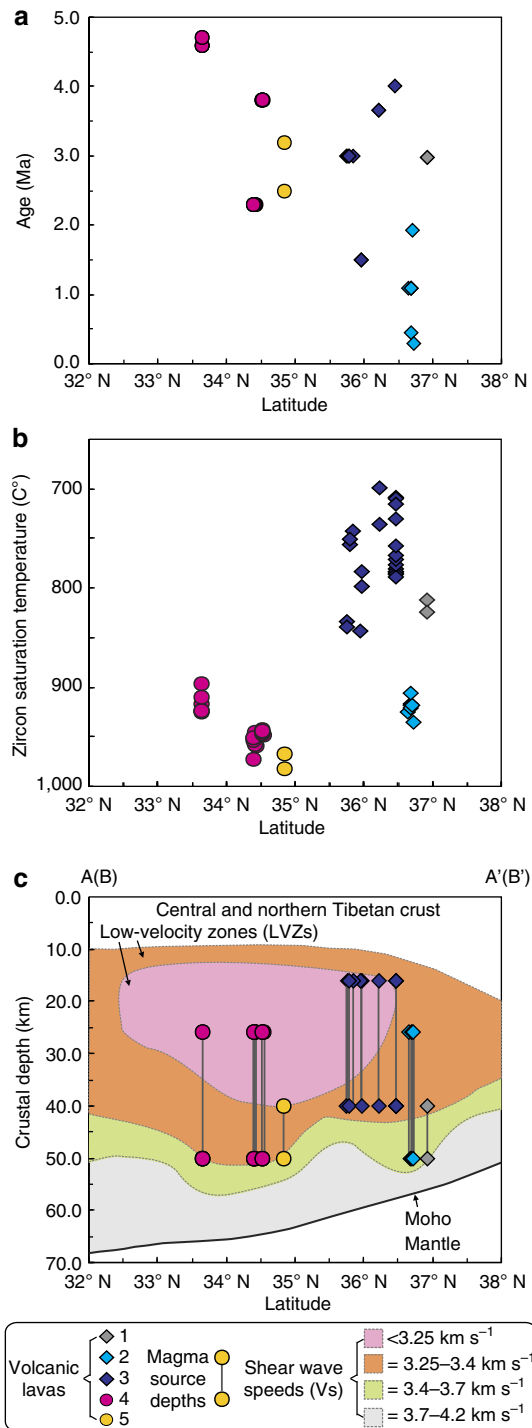 a
5.0
4.0
3.0
2.0
1.0
0.0
Age (Ma)
32° N 33° N 34° N 35° N 36° N 37° N 38° N
Latitude
b
700
800
900
1,000
Zircon saturation temperature (C°)
32° N 33° N 34° N 35° N 36° N 37° N 38° N
Latitude
c
A(B) A'(B')
0.0
10.0
20.0
30.0
40.0
50.0
60.0
70.0
Crustal depth (km)
Central and northern Tibetan crust
Low-velocity zones (LVZs)
Moho
Mantle
32° N 33° N 34° N 35° N 36° N 37° N 38° N
Latitude
Volcanic lavas
1
2
3
4
5
Magma source depths
Shear wave speeds (Vs)
<3.25 km s⁻¹
= 3.25–3.4 km s⁻¹
= 3.4–3.7 km s⁻¹
= 3.7–4.2 km s⁻¹